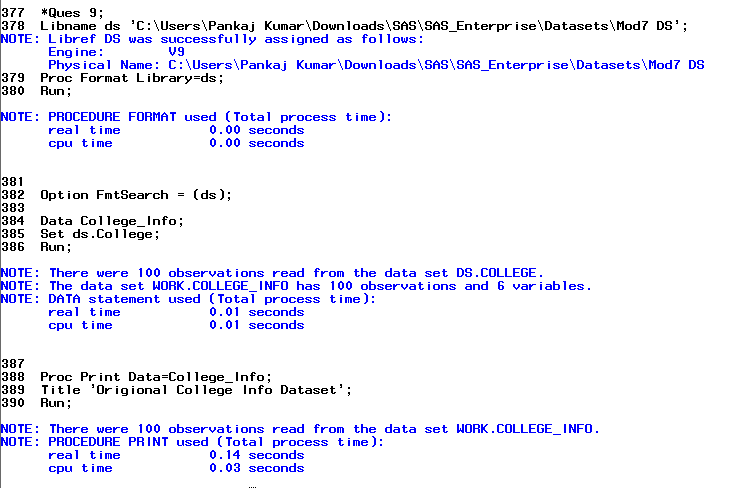 377  *Ques 9;
378  Libname ds 'C:\Users\Pankaj Kumar\Downloads\SAS\SAS_Enterprise\Datasets\Mod7 DS';
NOTE: Libref DS was successfully assigned as follows:
      Engine:        V9
      Physical Name: C:\Users\Pankaj Kumar\Downloads\SAS\SAS_Enterprise\Datasets\Mod7 DS
379  Proc Format Library=ds;
380  Run;
NOTE: PROCEDURE FORMAT used (Total process time):
      real time           0.00 seconds
      cpu time            0.00 seconds
381
382  Option FmtSearch = (ds);
383
384  Data College_Info;
385  Set ds.College;
386  Run;
NOTE: There were 100 observations read from the data set DS.COLLEGE.
NOTE: The data set WORK.COLLEGE_INFO has 100 observations and 6 variables.
NOTE: DATA statement used (Total process time):
      real time           0.01 seconds
      cpu time            0.01 seconds
387
388  Proc Print Data=College_Info;
389  Title 'Origional College Info Dataset';
390  Run;
NOTE: There were 100 observations read from the data set WORK.COLLEGE_INFO.
NOTE: PROCEDURE PRINT used (Total process time):
      real time           0.14 seconds
      cpu time            0.03 seconds